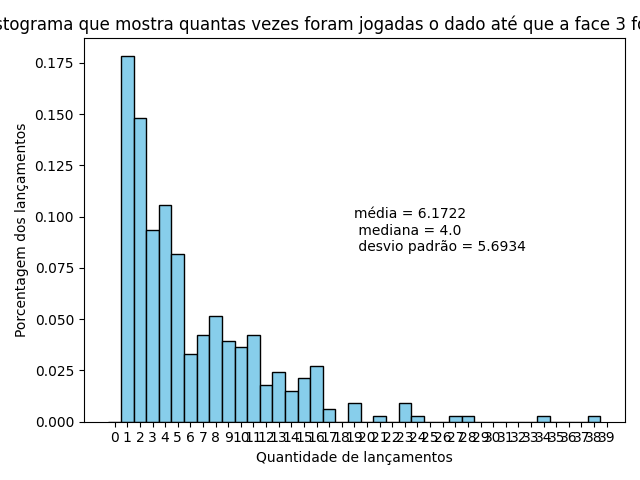 stograma que mostra quantas vezes foram jogadas o dado até que a face 3 fo
0.175
0.150
0.125
0.100
0.075
0.050
0.025
0.000
Porcentagem dos lançamentos
média = 6.1722
mediana = 4.0
desvio padrão = 5.6934
0 1 2 3 4 5 6 7 8 9 10 11 12 13 14 15 16 17 18 19 20 21 22 23 24 25 26 27 28 29 30 31 32 33 34 35 36 37 38 39
Quantidade de lançamentos